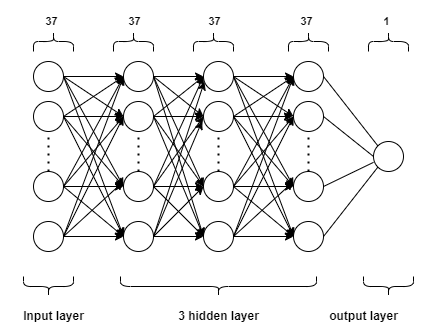 37 37 37 37 1
Input layer 3 hidden layer output layer